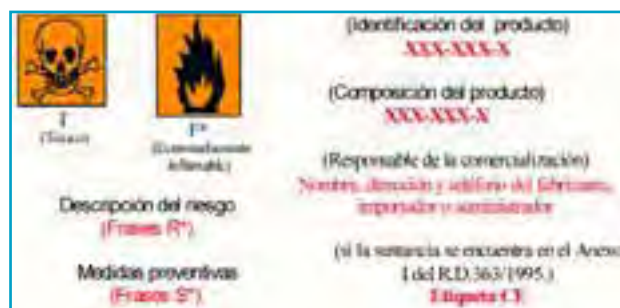 T
(Tóxico)
F+
(Extremadamente
inflamable)
Descripción del riesgo
(Frases R*)
Medidas preventivas
(Frases S*)
(Identificación del producto)
XXX-XXX-X
(Composición del producto)
XXX-XXX-X
(Responsable de la comercialización)
Nombre, dirección y teléfono del fabricante,
importador o suministrador
(si la sustancia se encuentra en el Anexo
I del R.D. 363/1995.)
Etiqueta CE